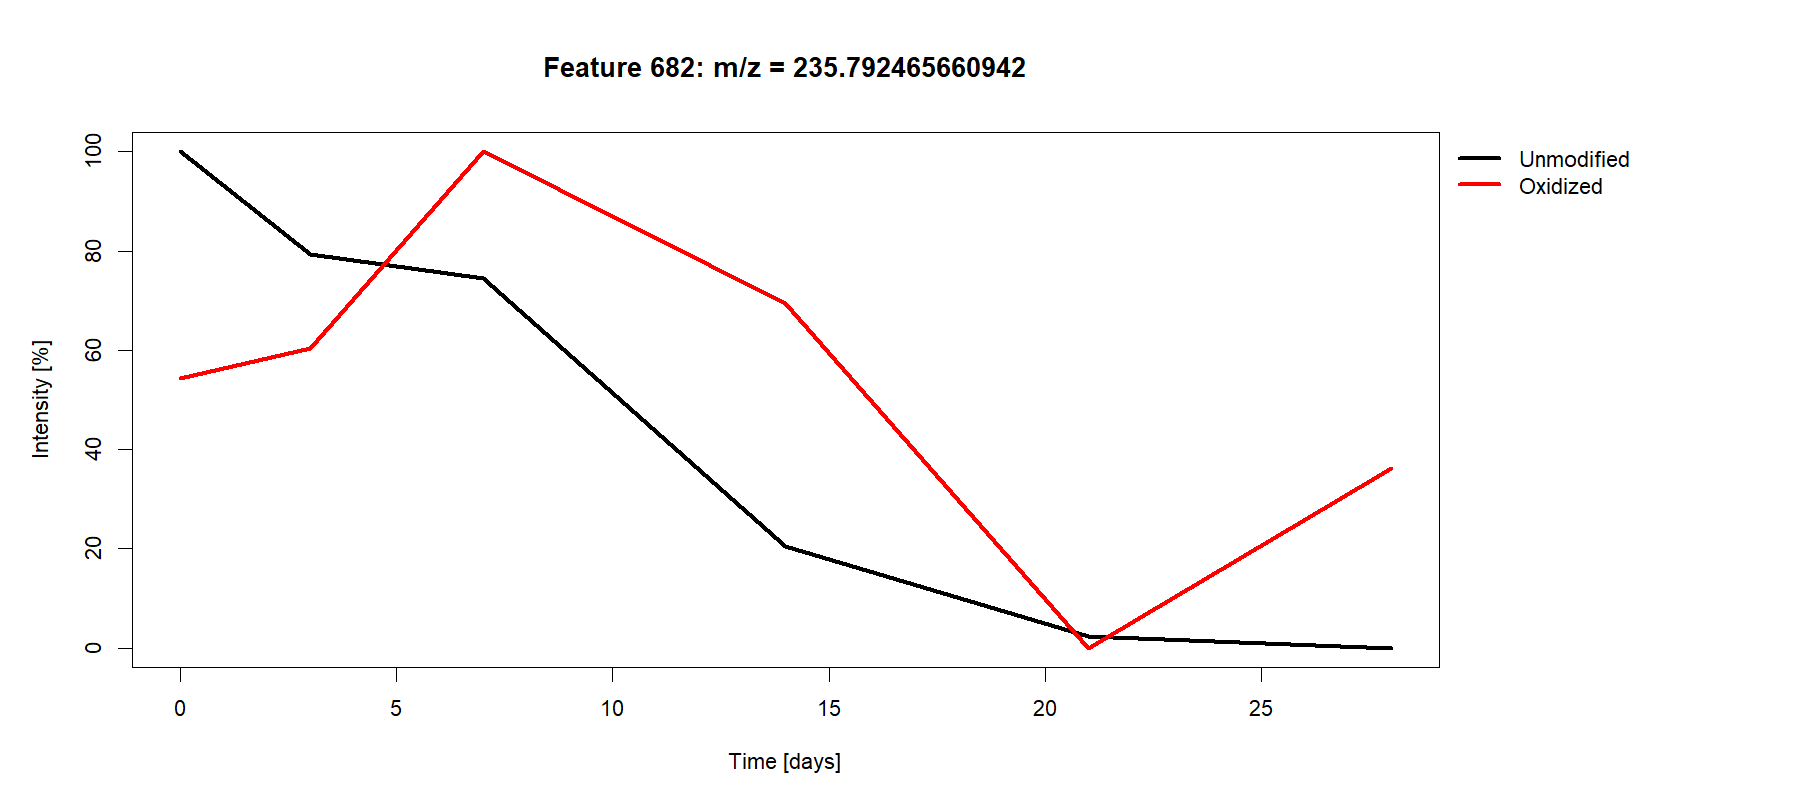 Feature 682: m/z = 235.792465660942
Unmodified
Oxidized
Intensity [%]
100
80
60
40
20
0
0 5 10 15 20 25
Time [days]